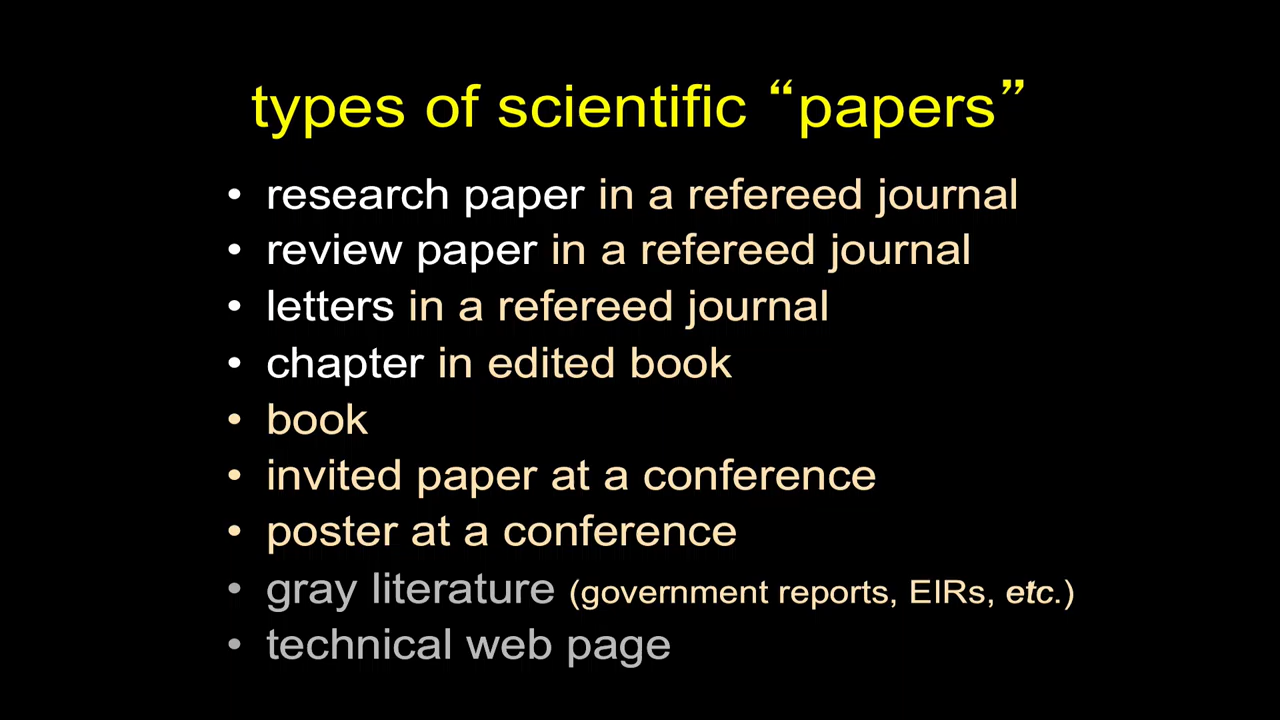 types of scientific “papers”
• research paper in a refereed journal
• review paper in a refereed journal
• letters in a refereed journal
• chapter in edited book
• book
• invited paper at a conference
• poster at a conference
• gray literature (government reports, EIRs, etc.)
• technical web page